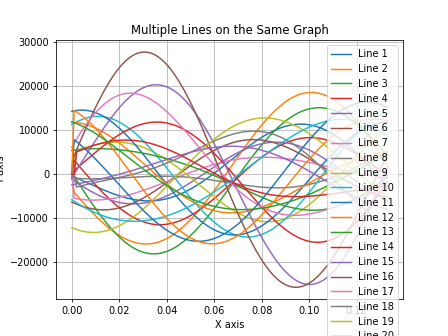 Multiple Lines on the Same Graph
30000
20000
10000
0
−10000
−20000
0.00
0.02
0.04
0.06
0.08
0.10
X axis
axis
Line 1
Line 2
Line 3
Line 4
Line 5
Line 6
Line 7
Line 8
Line 9
Line 10
Line 11
Line 12
Line 13
Line 14
Line 15
Line 16
Line 17
Line 18
Line 19
Line 20